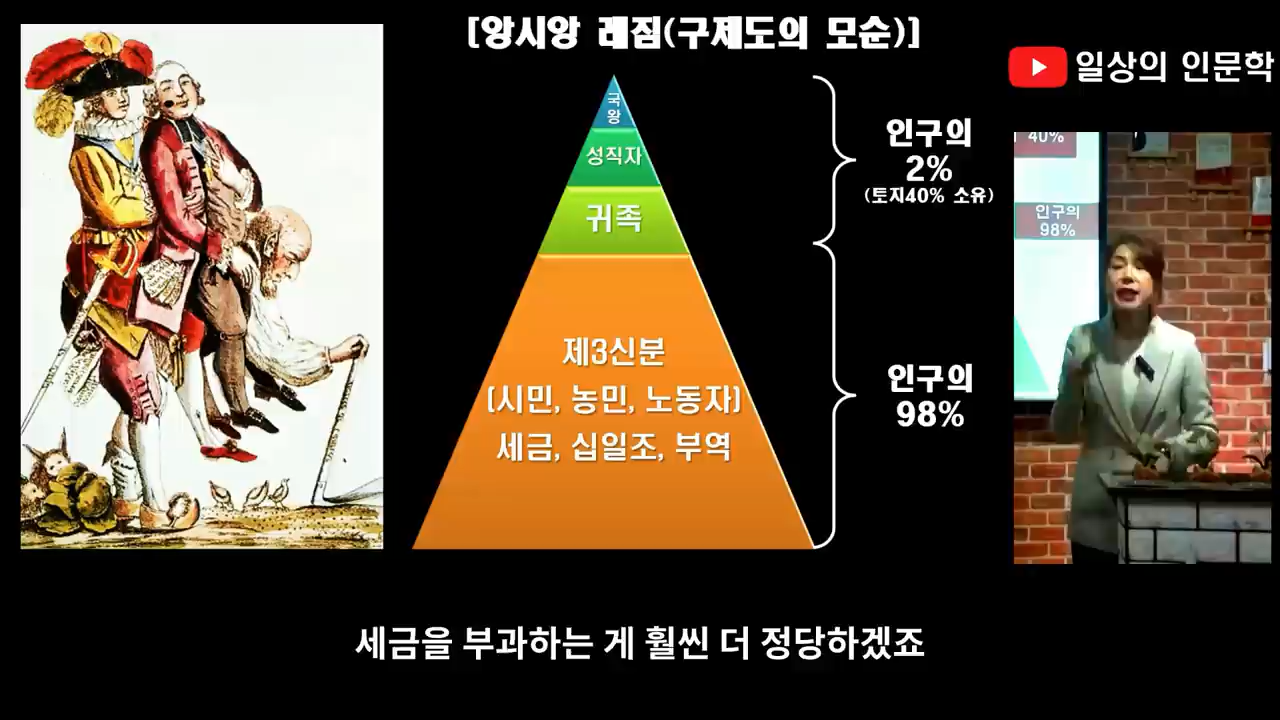 [앙시앙 레짐(구제도의 모순)]
일상의 인문학
국
왕
성직자
귀족
제3신분
(시민, 농민, 노동자)
세금, 십일조, 부역
인구의
2%
(토지40% 소유)
인구의
98%
40%
인구의
98%
세금을 부과하는 게 훨씬 더 정당하겠죠